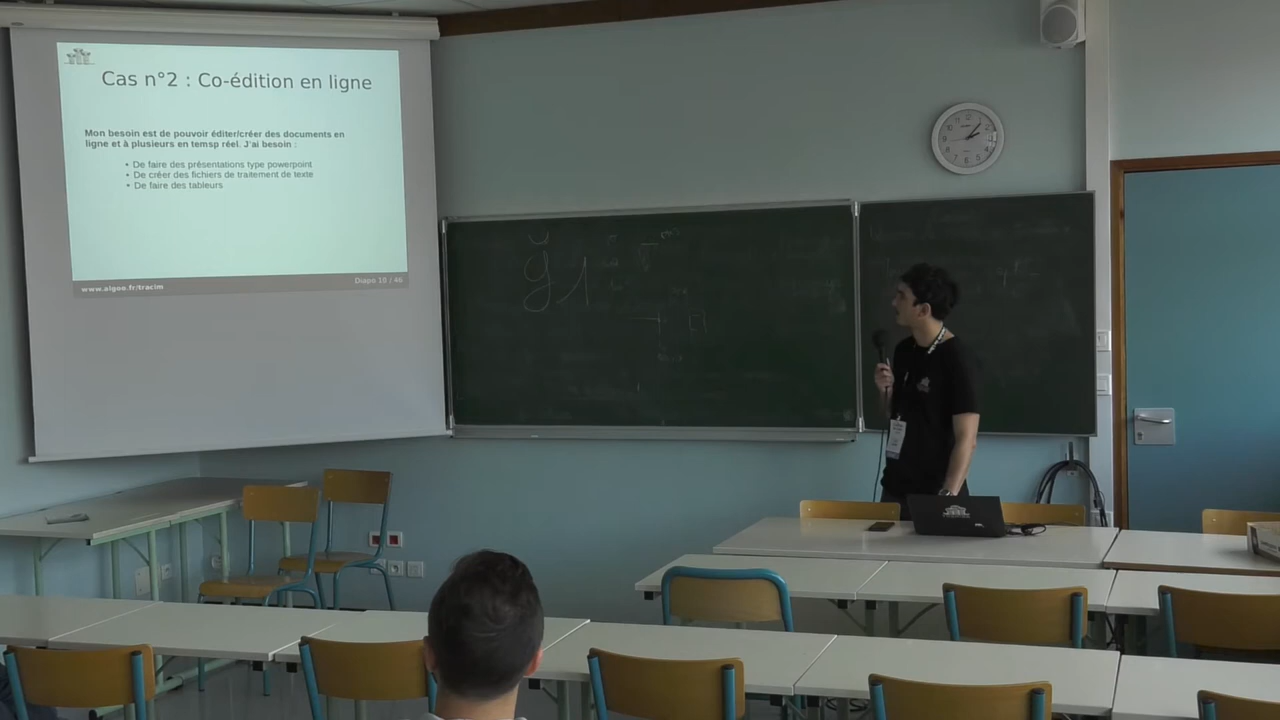 Cas n°2 : Co-édition en ligne
Mon besoin est de pouvoir éditer/créer des documents en
ligne et à plusieurs en temsp réel. J'ai besoin :
• De faire des présentations type powerpoint
• De créer des fichiers de traitement de texte
• De faire des tableurs
www.algoo.fr/tracim
Diapo 10 / 46